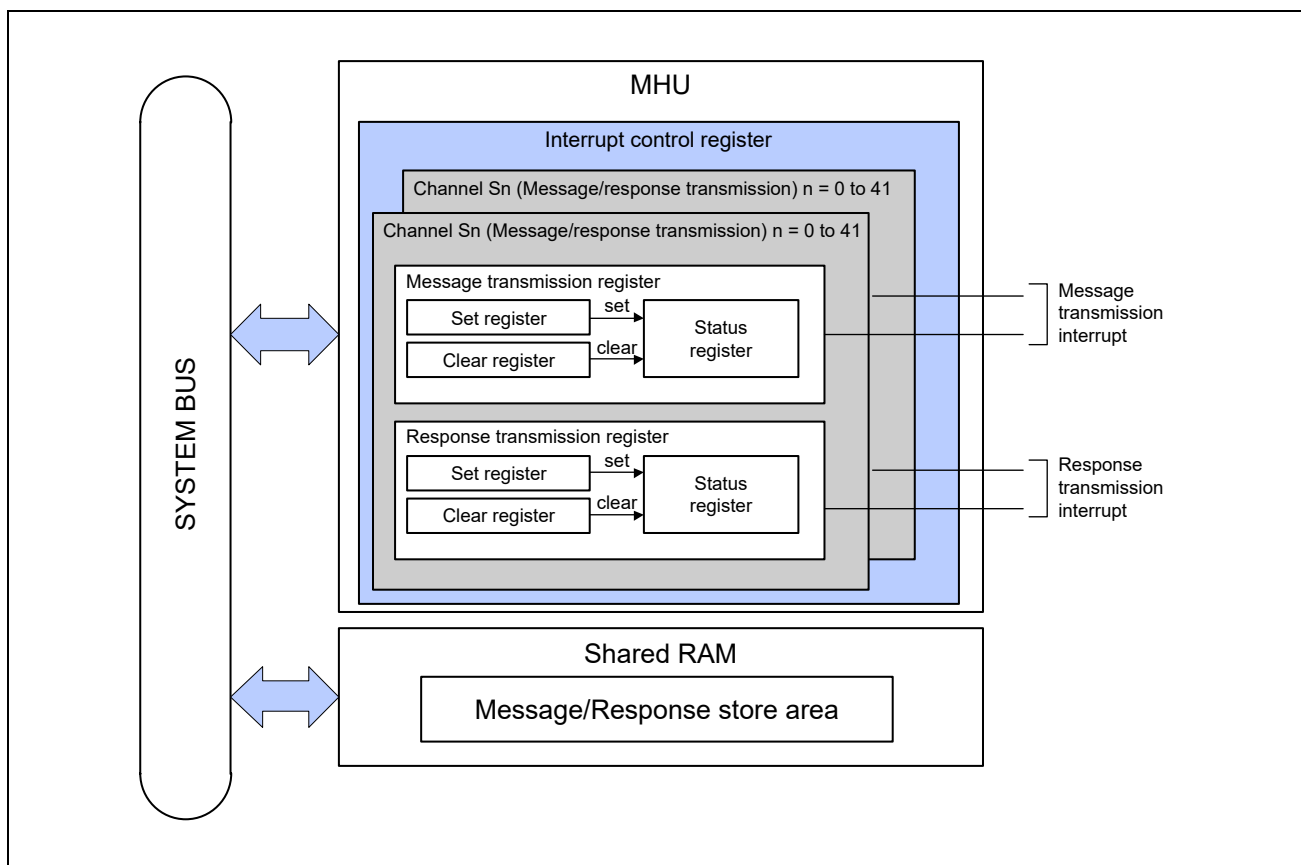 MHU
Interrupt control register
Channel Sn (Message/response transmission) n = 0 to 41
Channel Sn (Message/response transmission) n = 0 to 41
Message transmission register
Set register
set
Clear register
clear
Status
register
Message
transmission
interrupt
Response transmission register
Set register
set
Clear register
clear
Status
register
Response
transmission
interrupt
SYSTEM BUS
Shared RAM
Message/Response store area